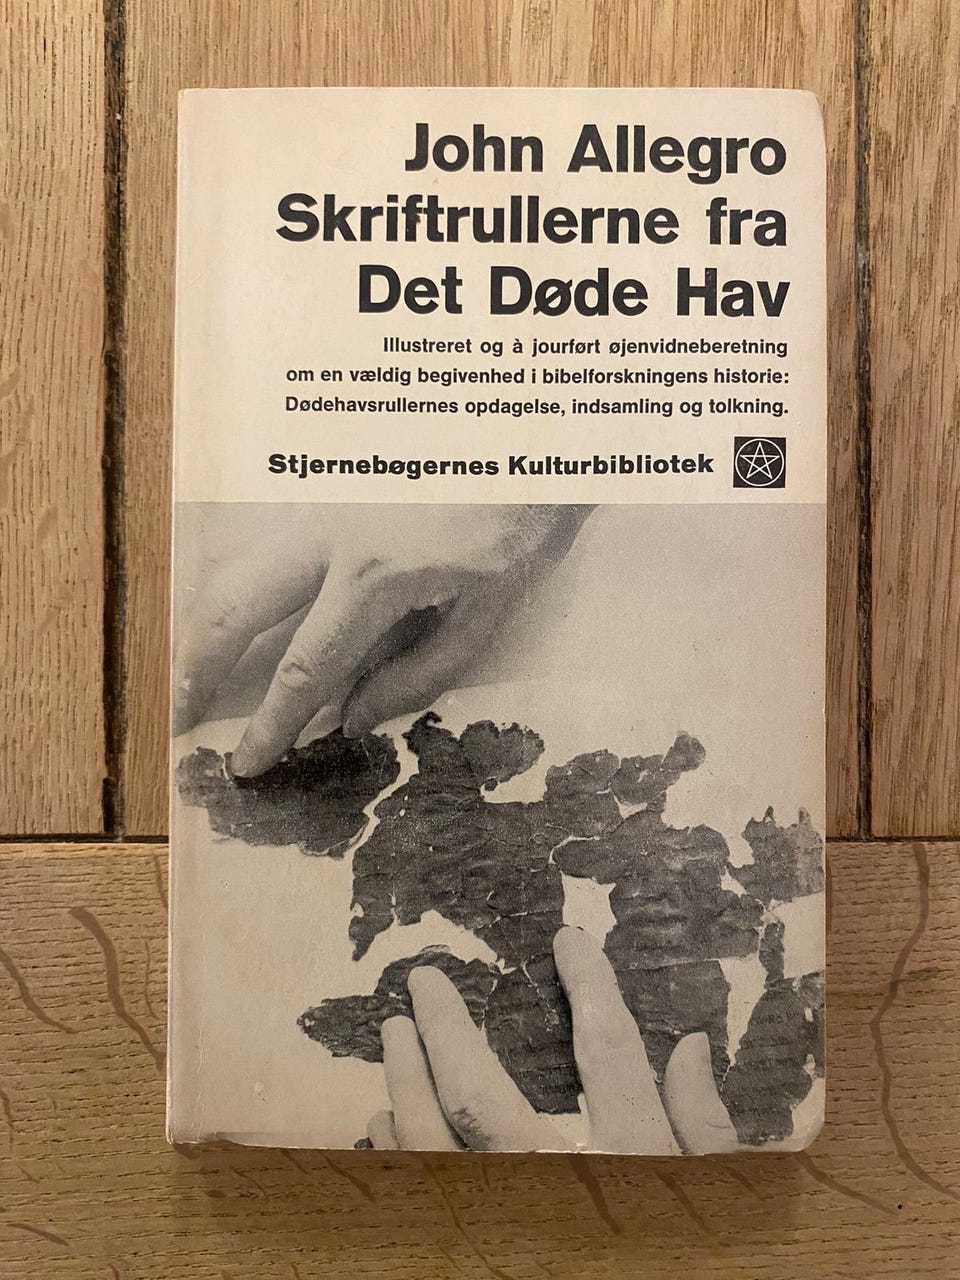 John Allegro
Skriftrullerne fra
Det Døde Hav
Illustreret og à jourført øjenvidneberetning
om en vældig begivenhed i bibelforskningens historie:
Dødehavsrullernes opdagelse, indsamling og tolkning.
Stjernebøgernes Kulturbibliotek